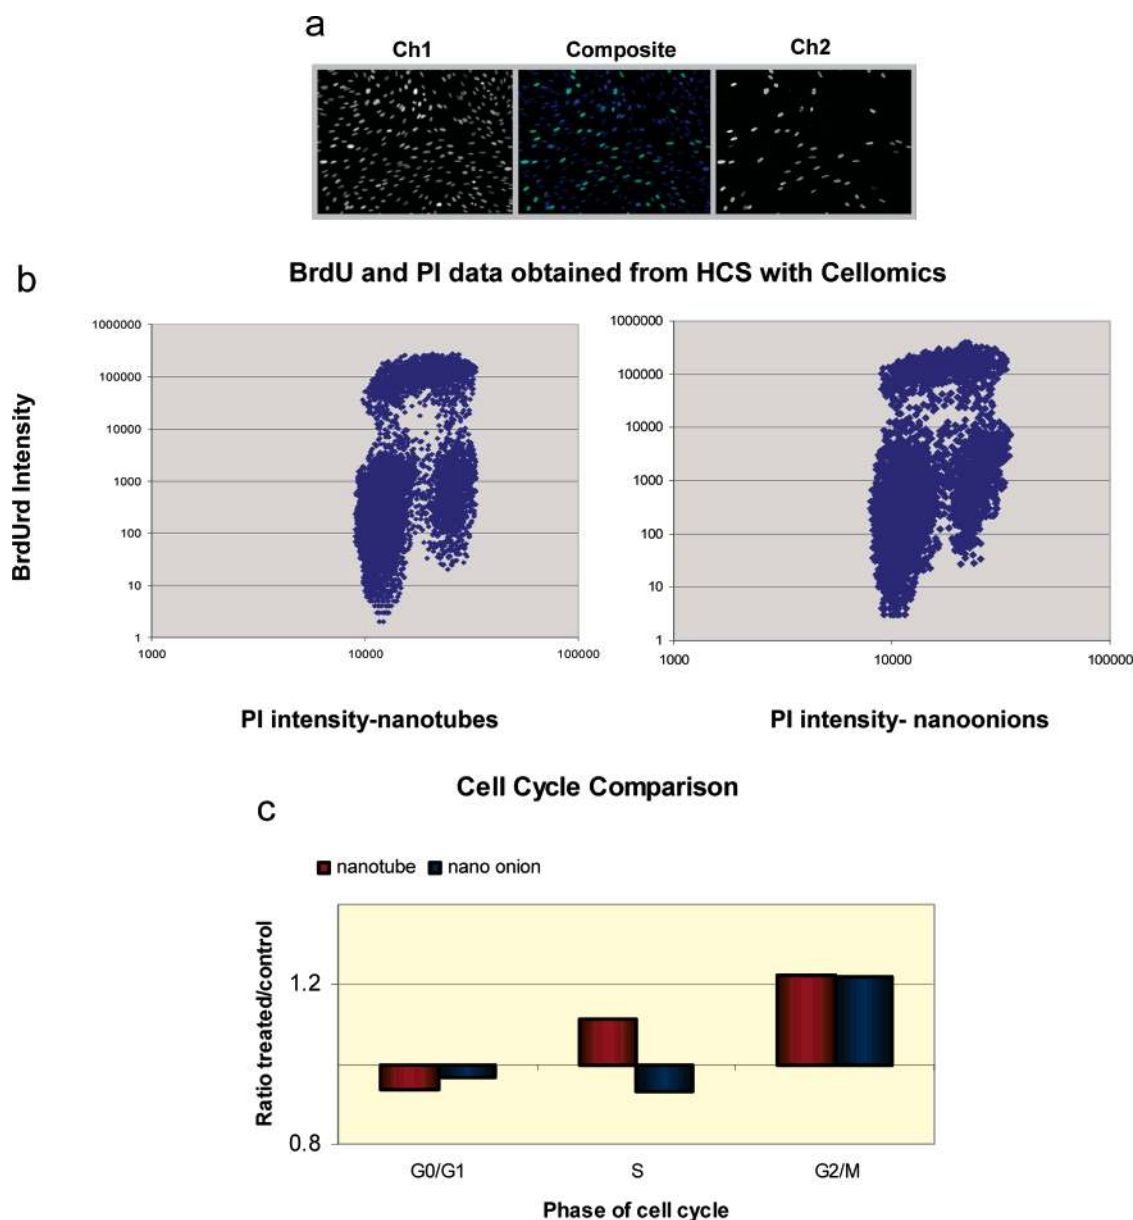 a
Ch1 Composite Ch2
b
BrdU and PI data obtained from HCS with Cellomics
BrdUrd Intensity
1000000
100000
10000
1000
100
10
1
1000 10000 100000
PI intensity-nanotubes
1000000
100000
10000
1000
100
10
1
1000 10000 100000
PI intensity- nanoonions
Cell Cycle Comparison
c
nanotube nano onion
Ratio treated/control
1.2
0.8
G0/G1 S G2/M
Phase of cell cycle